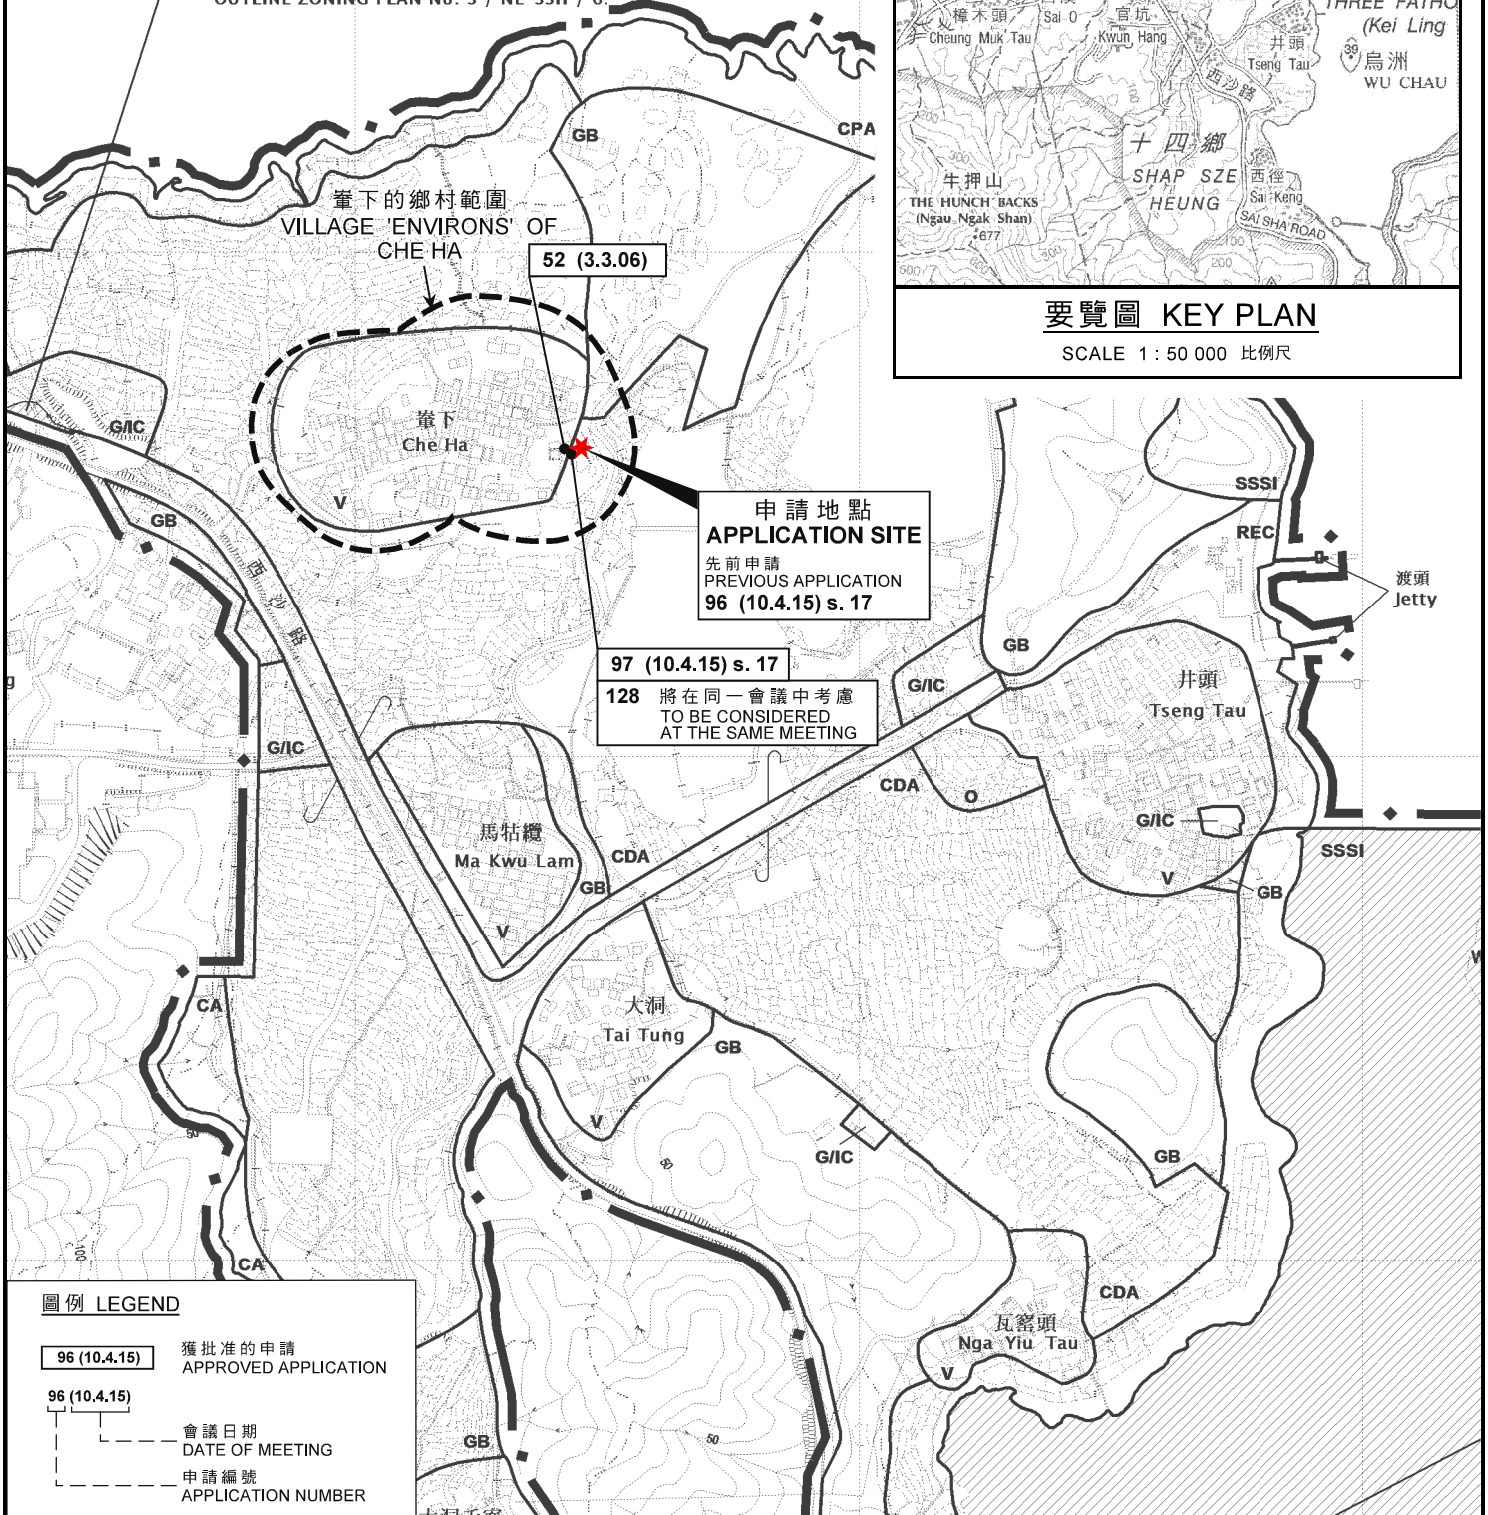 樟木頭
Cheung Muk Tau
Sai O
官坑
Kwun Hang
井頭
Tseng Tau
(Kei Ling
39
烏洲
WU CHAU
西沙路
100
十四鄉
SHAP SZE
HEUNG
300
牛押山
THE HUNCH BACKS
(Ngau Ngak Shan)
677
西徑
Sai Keng
SAI SHA ROAD
100
200
300
600
600
要覽圖 KEY PLAN
SCALE 1 : 50 000 比例尺
GB
CPA
輋下的鄉村範圍
VILLAGE 'ENVIRONS' OF
CHE HA
52 (3.3.06)
G/IC
輋下
Che Ha
V
GB
西沙路
申請地點
APPLICATION SITE
先前申請
PREVIOUS APPLICATION
96 (10.4.15) s. 17
SSSI
REC
渡頭
Jetty
97 (10.4.15) s. 17
128 將在同一會議中考慮
TO BE CONSIDERED
AT THE SAME MEETING
GB
G/IC
井頭
Tseng Tau
G/IC
CDA
O
G/IC
馬牯纜
Ma Kwu Lam
CDA
GB
V
SSSI
V
GB
CA
大洞
Tai Tung
GB
V
G/IC
50
50
GB
100
CA
CDA
瓦窰頭
Nga Yiu Tau
V
GB
50
圖例 LEGEND
96 (10.4.15)
獲批准的申請
APPROVED APPLICATION
96 (10.4.15)
會議日期
DATE OF MEETING
申請編號
APPLICATION NUMBER